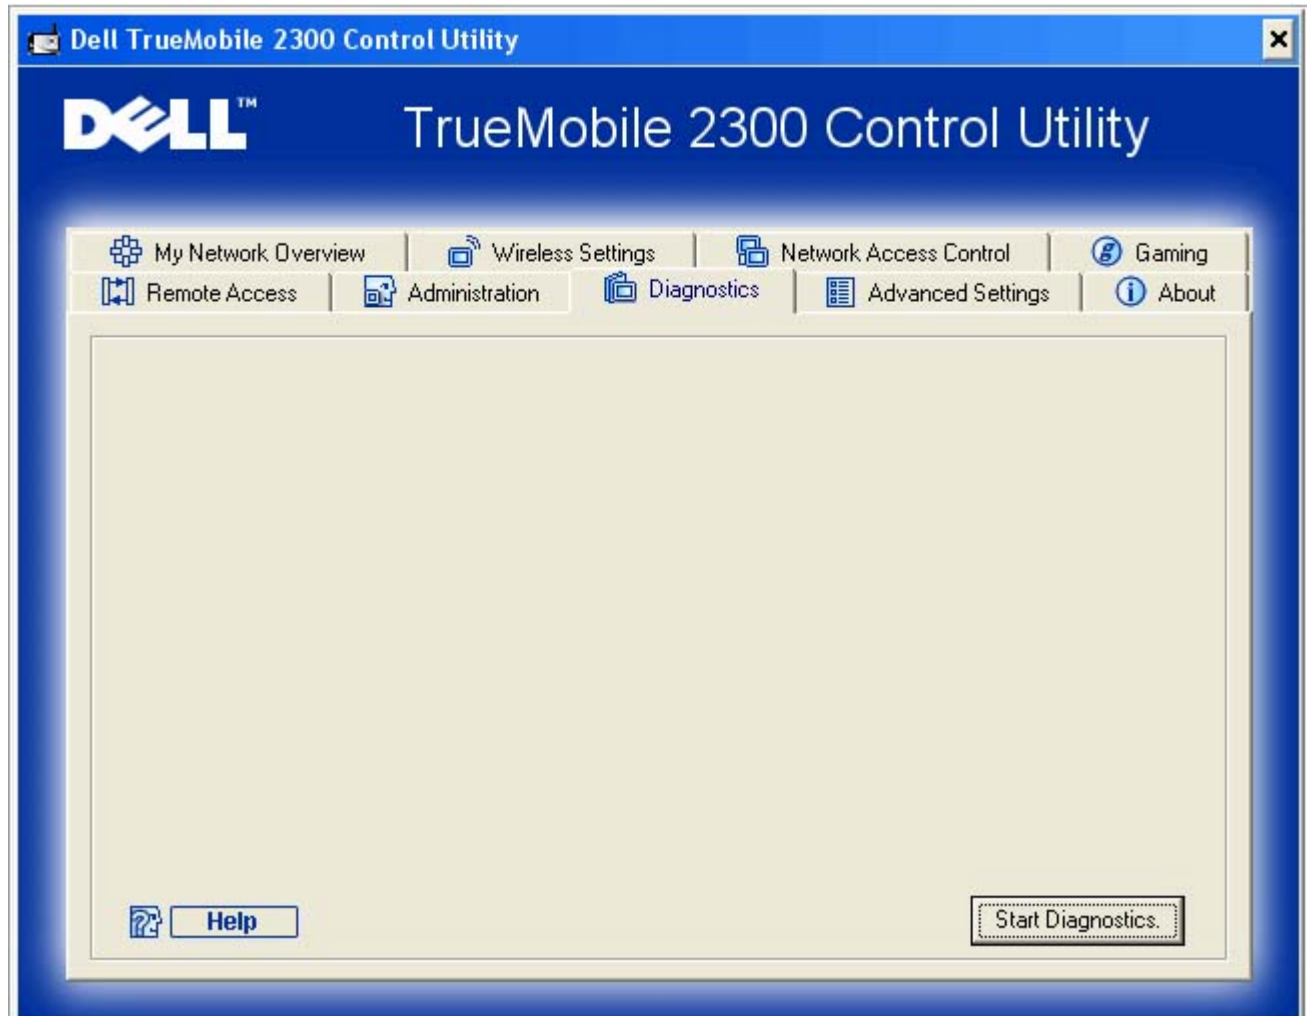 Dell TrueMobile 2300 Control Utility
DELL™ TrueMobile 2300 Control Utility
My Network Overview Wireless Settings Network Access Control Gaming
Remote Access Administration Diagnostics Advanced Settings About
Help Start Diagnostics.